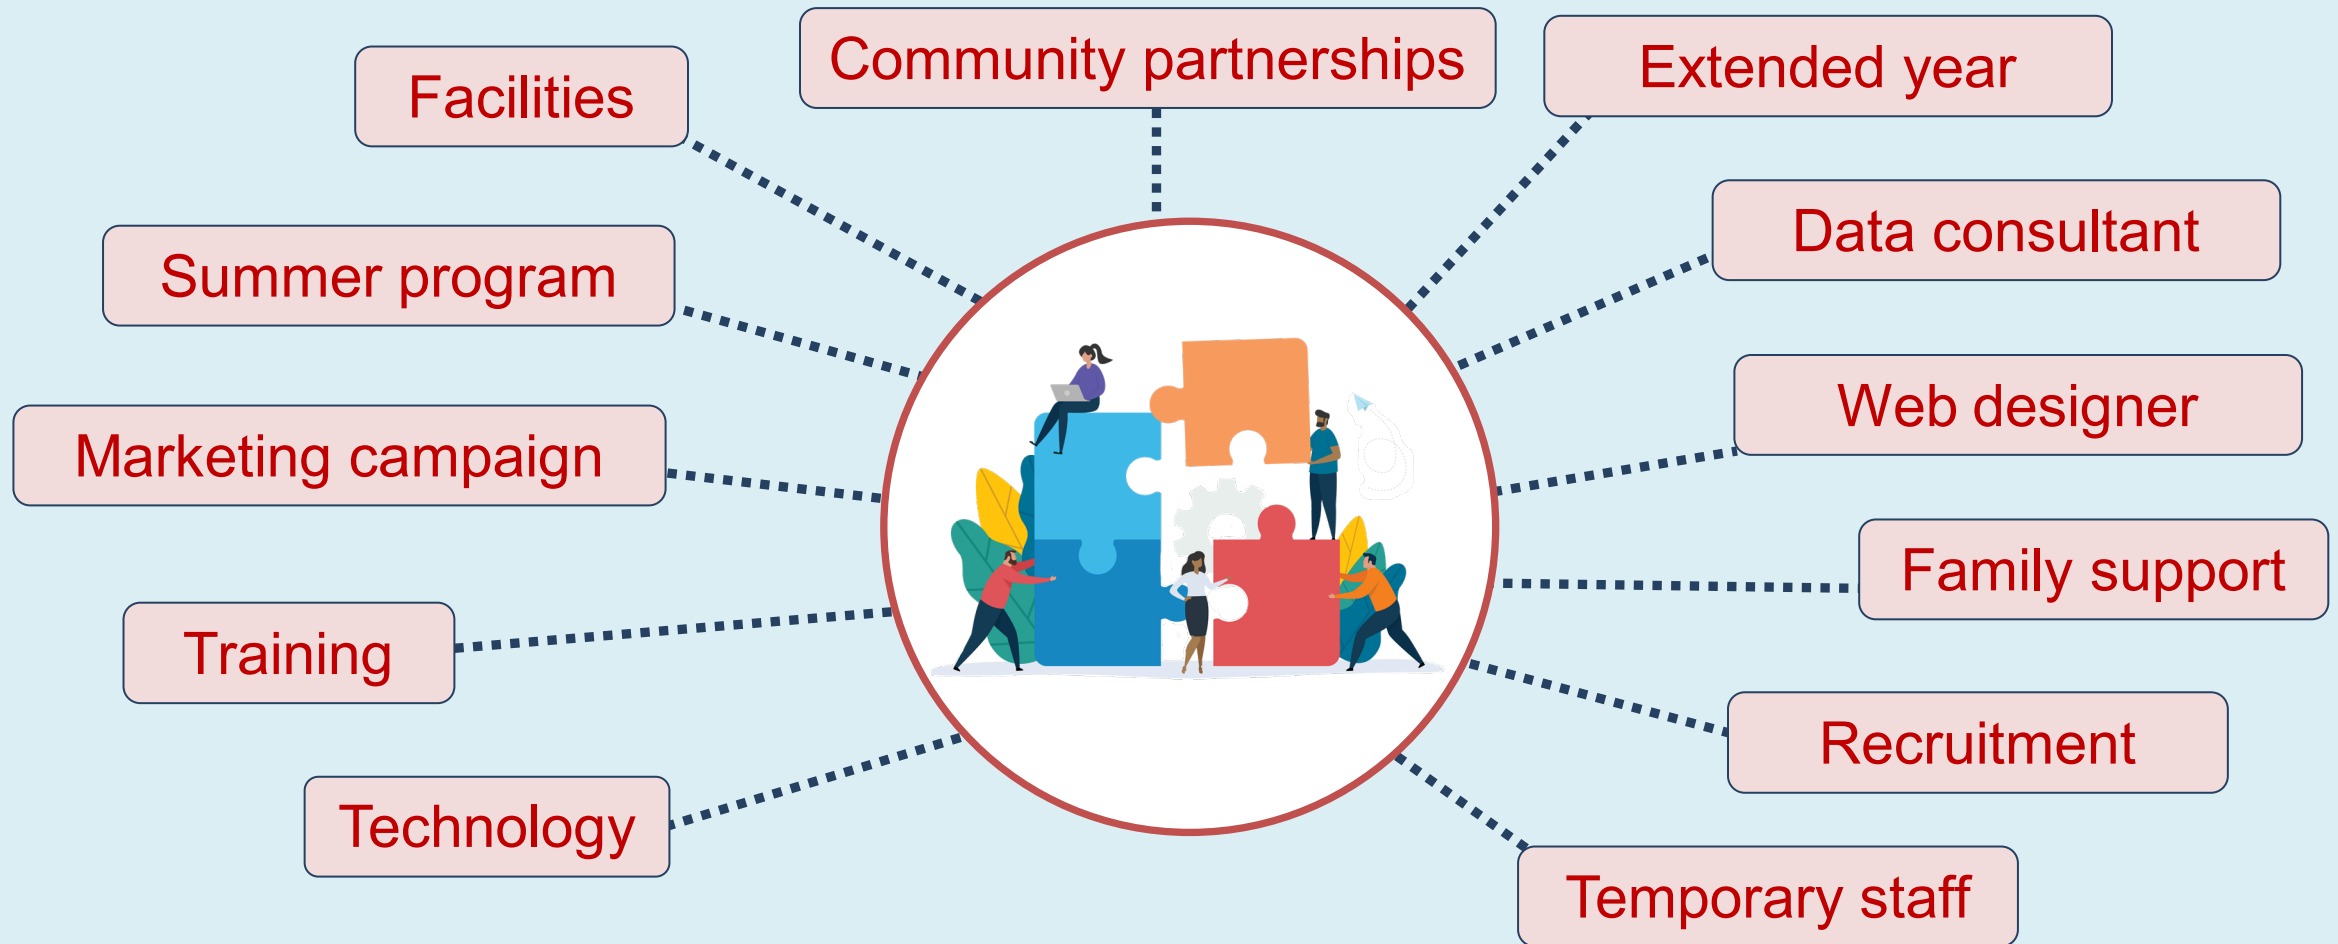 Community partnerships
Extended year
Facilities
Data consultant
Summer program
Web designer
Marketing campaign
Family support
Training
Recruitment
Technology
Temporary staff